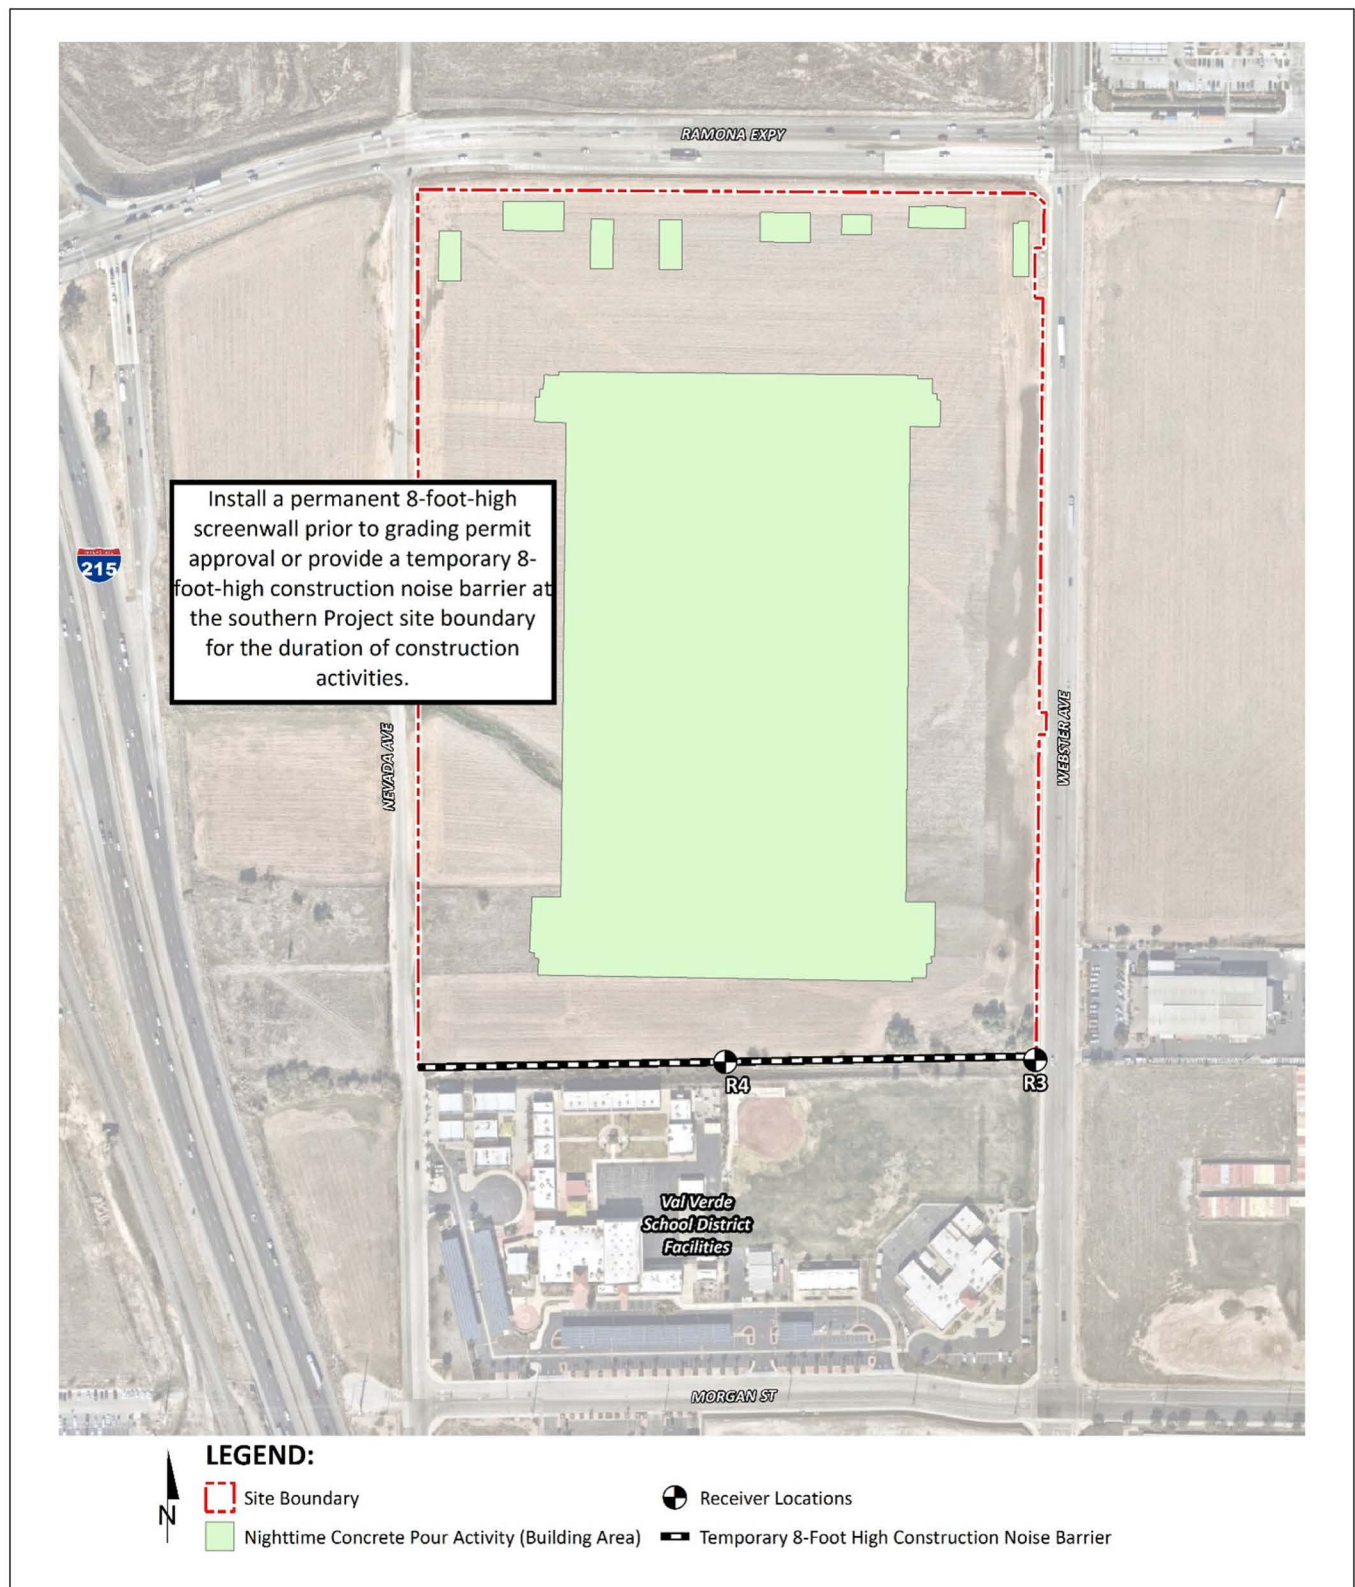 RAMONA EXPY
Install a permanent 8-foot-high
screenwall prior to grading permit
approval or provide a temporary 8-
foot-high construction noise barrier at
the southern Project site boundary
for the duration of construction
activities.
INTERSTATE
215
NEVADA AVE
WEBSTER AVE
R4
R3
Val Verde
School District
Facilities
MORGAN ST
N
LEGEND:
Site Boundary
Receiver Locations
Nighttime Concrete Pour Activity (Building Area)
Temporary 8-Foot High Construction Noise Barrier